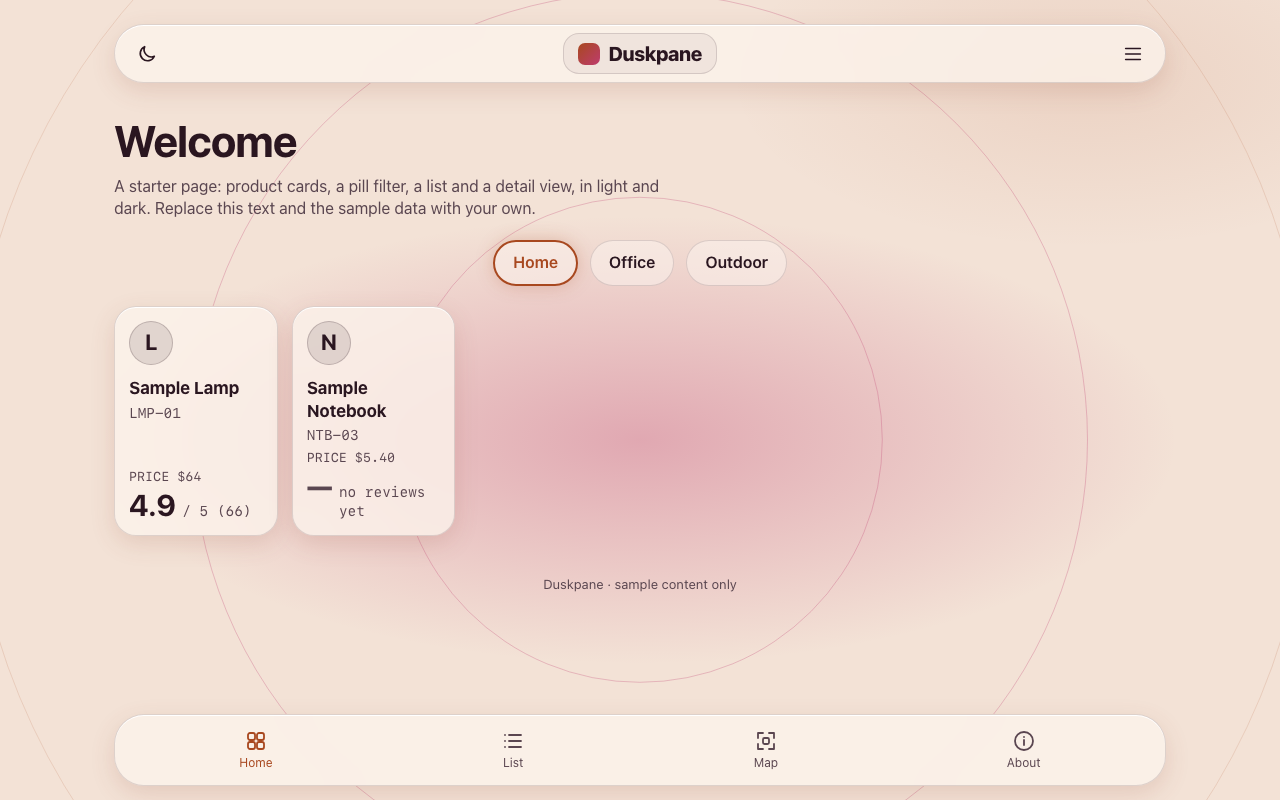 Duskpane
Welcome
A starter page: product cards, a pill filter, a list and a detail view, in light and
dark. Replace this text and the sample data with your own.
Home
Office
Outdoor
L
Sample Lamp
LMP–01
PRICE $64
4.9 / 5 (66)
N
Sample
Notebook
NTB–03
PRICE $5.40
— no reviews
yet
Duskpane · sample content only
Home
List
Map
About